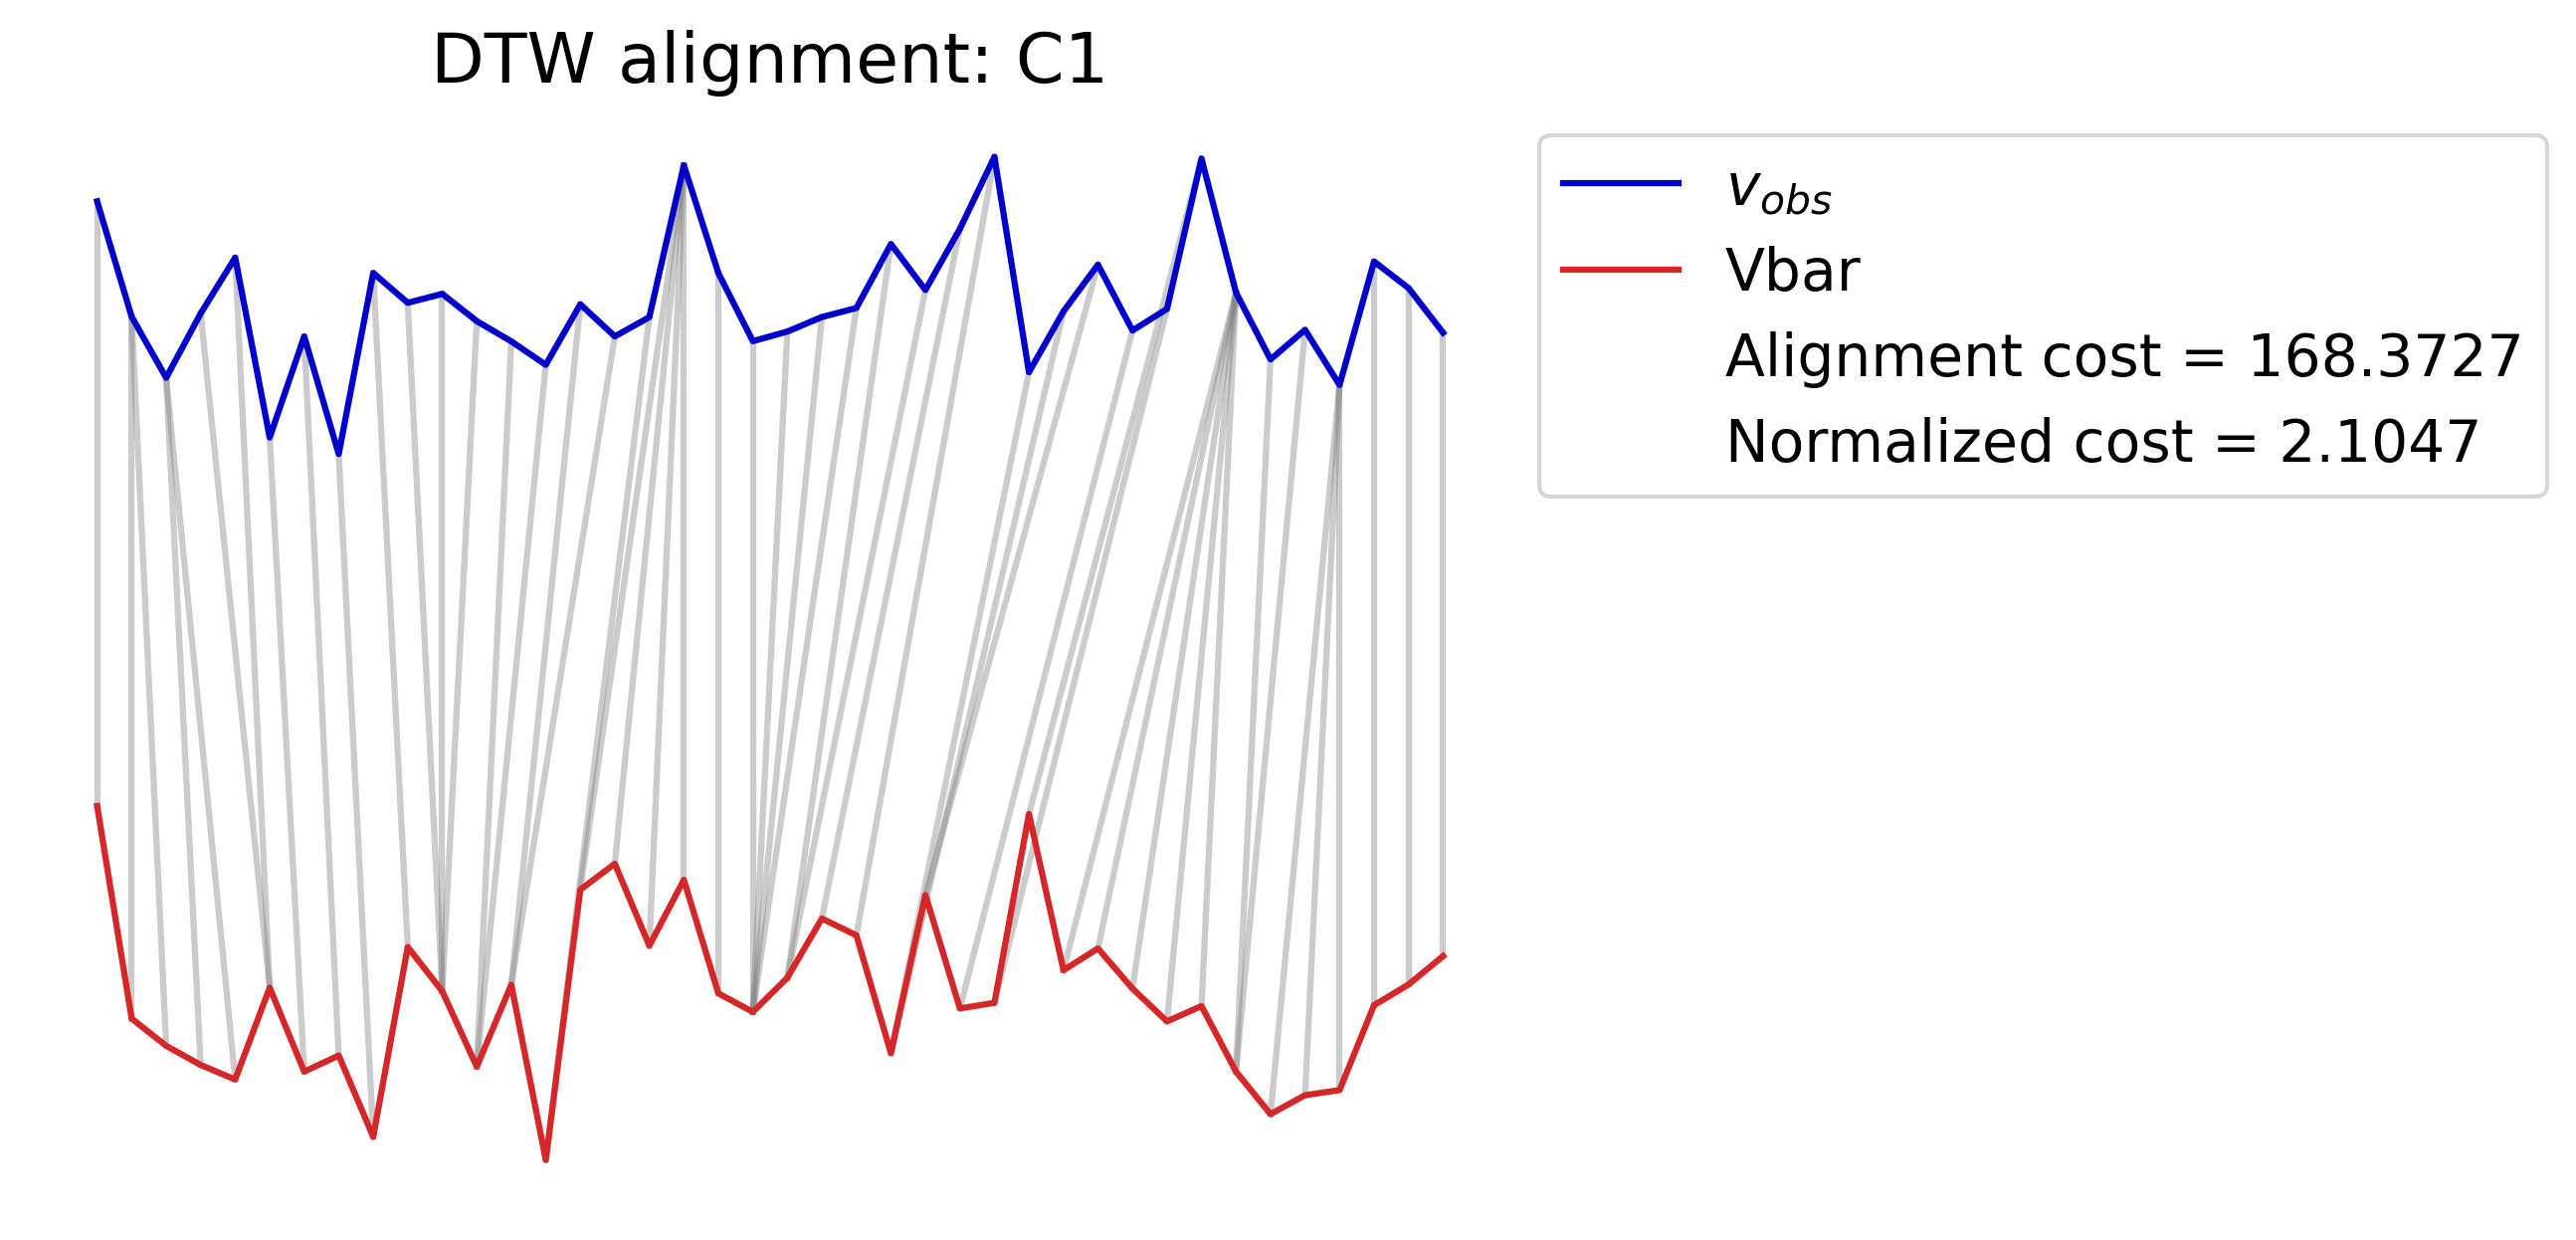 DTW alignment: C1
v_obs
Vbar
Alignment cost = 168.3727
Normalized cost = 2.1047